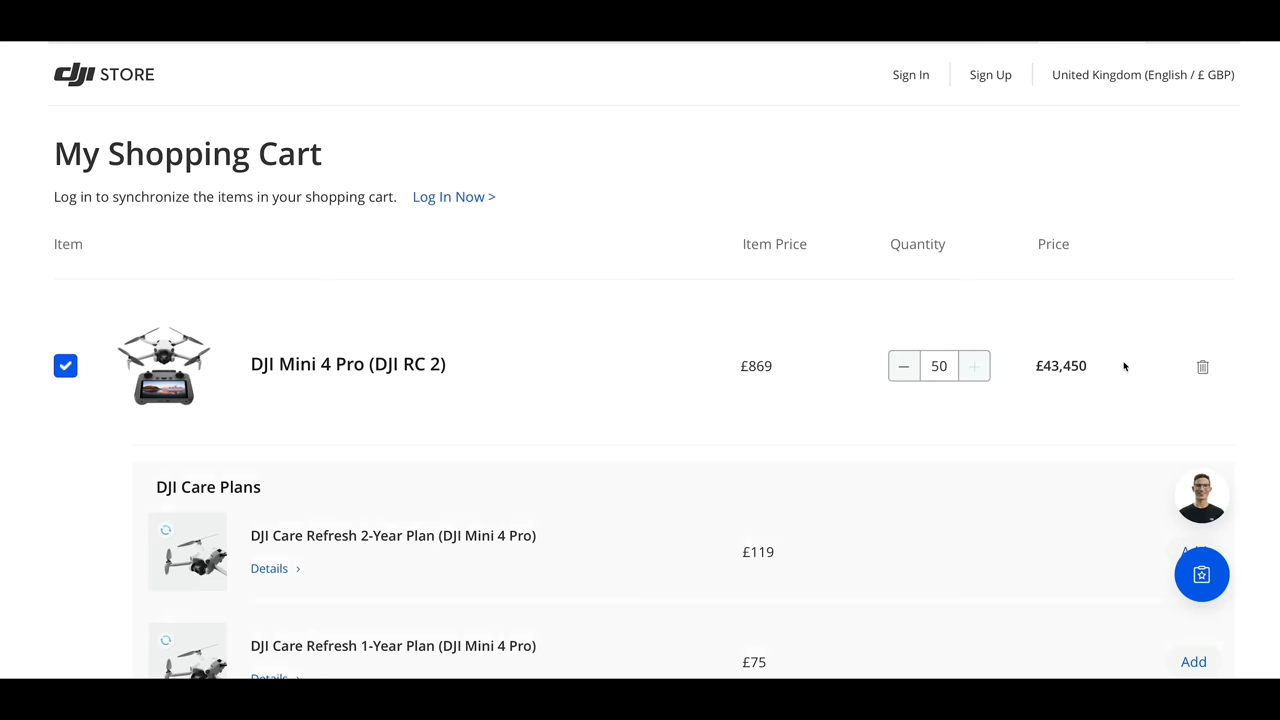 dji STORE
Sign In
Sign Up
United Kingdom (English / £ GBP)
My Shopping Cart
Log in to synchronize the items in your shopping cart. Log In Now >
Item
Item Price
Quantity
Price
DJI Mini 4 Pro (DJI RC 2)
£869
50
£43,450
DJI Care Plans
DJI Care Refresh 2-Year Plan (DJI Mini 4 Pro)
£119
Details >
DJI Care Refresh 1-Year Plan (DJI Mini 4 Pro)
£75
Add
Details >